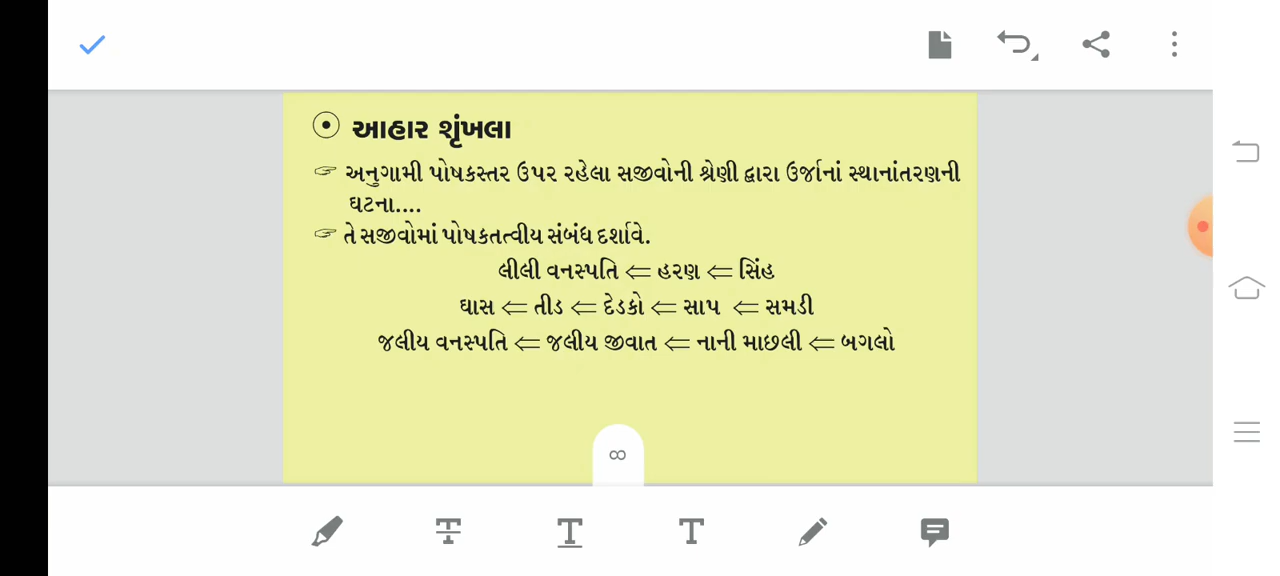 આહાર શૃંખલા
☞ અનુગામી પોષકસ્તર ઉપર રહેલા સજીવોની શ્રેણી દ્વારા ઉર્જાનાં સ્થાનાંતરણની
ઘટના....
☞ તે સજીવોમાં પોષકતત્વીય સંબંધ દર્શાવે.
લીલી વનસ્પતિ ⇐ હરણ ⇐ સિંહ
ઘાસ ⇐ તીડ ⇐ દેડકો ⇐ સાપ ⇐ સમડી
જલીય વનસ્પતિ ⇐ જલીય જીવાત ⇐ નાની માછલી ⇐ બગલો